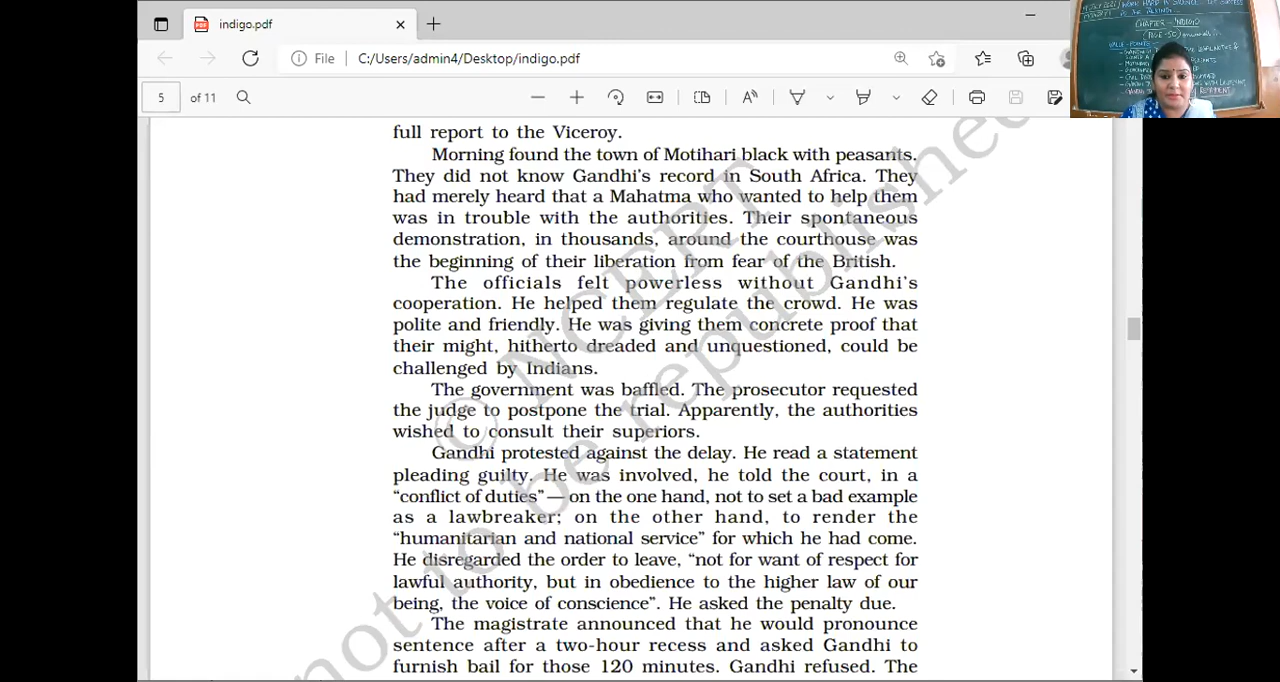 indigo.pdf
File C:/Users/admin4/Desktop/indigo.pdf
5 of 11
full report to the Viceroy.
Morning found the town of Motihari black with peasants.
They did not know Gandhi's record in South Africa. They
had merely heard that a Mahatma who wanted to help them
was in trouble with the authorities. Their spontaneous
demonstration, in thousands, around the courthouse was
the beginning of their liberation from fear of the British.
The officials felt powerless without Gandhi's
cooperation. He helped them regulate the crowd. He was
polite and friendly. He was giving them concrete proof that
their might, hitherto dreaded and unquestioned, could be
challenged by Indians.
The government was baffled. The prosecutor requested
the judge to postpone the trial. Apparently, the authorities
wished to consult their superiors.
Gandhi protested against the delay. He read a statement
pleading guilty. He was involved, he told the court, in a
“conflict of duties”— on the one hand, not to set a bad example
as a lawbreaker; on the other hand, to render the
“humanitarian and national service” for which he had come.
He disregarded the order to leave, “not for want of respect for
lawful authority, but in obedience to the higher law of our
being, the voice of conscience”. He asked the penalty due.
The magistrate announced that he would pronounce
sentence after a two-hour recess and asked Gandhi to
furnish bail for those 120 minutes. Gandhi refused. The
© NCERT
not to be republished
CHAPTER - INDIGO
VALUE-POINTS